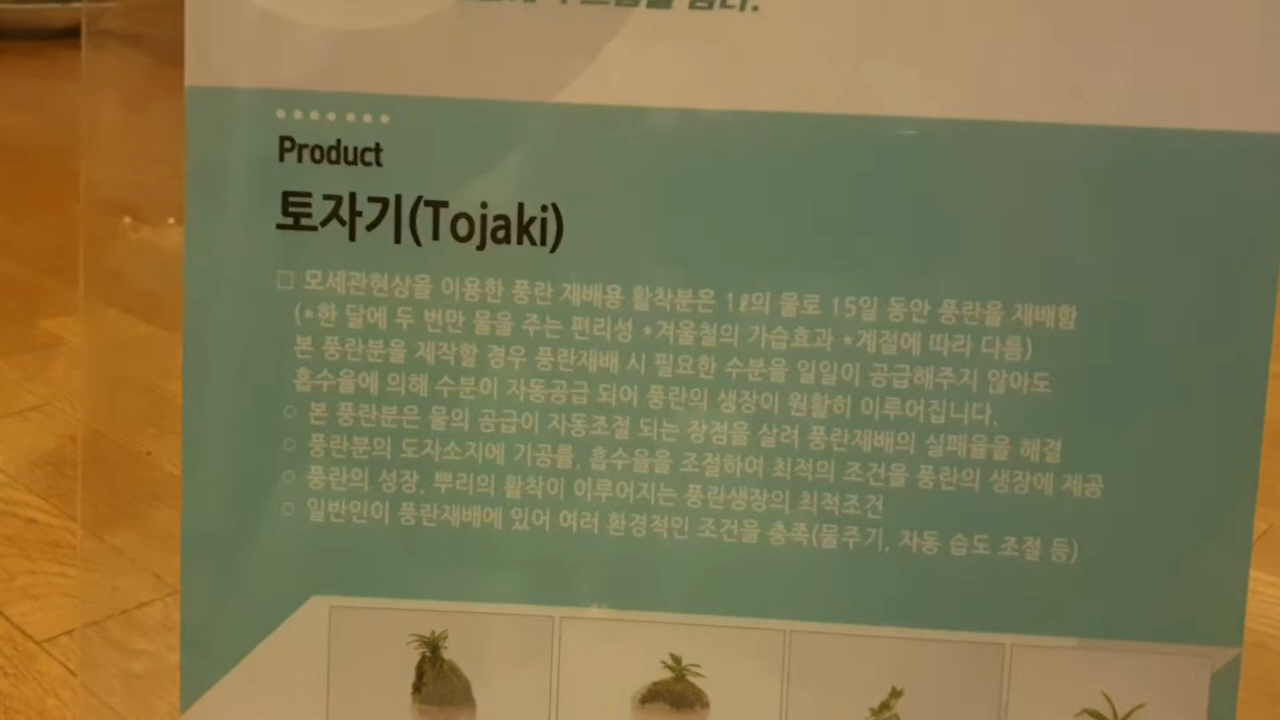 Product
토자기(Tojaki)
□ 모세관현상을 이용한 풍란 재배용 활착분은 1ℓ의 물로 15일 동안 풍란을 재배함
(*한 달에 두 번만 물을 주는 편리성 *겨울철의 가습효과 *계절에 따라 다름)
본 풍란분을 제작할 경우 풍란재배 시 필요한 수분을 일일이 공급해주지 않아도
흡수율에 의해 수분이 자동공급 되어 풍란의 생장이 원활히 이루어집니다.
○ 본 풍란분은 물의 공급이 자동조절 되는 장점을 살려 풍란재배의 실패율을 해결
○ 풍란분의 도자소지에 기공률, 흡수율을 조절하여 최적의 조건을 풍란의 생장에 제공
○ 풍란의 성장, 뿌리의 활착이 이루어지는 풍란생장의 최적조건
○ 일반인이 풍란재배에 있어 여러 환경적인 조건을 충족(물주기, 자동 습도 조절 등)